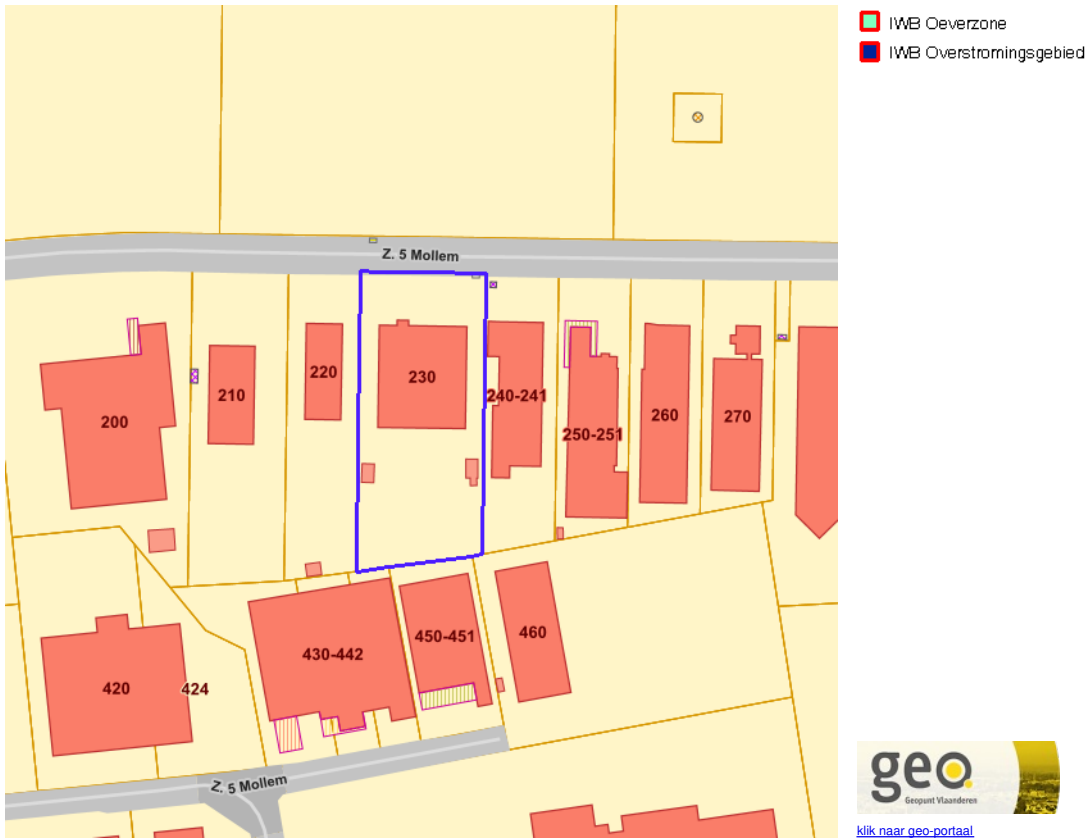 IWB Oeverzone
IWB Overstromingsgebied
Z. 5 Mollem
200
210
220
230
240-241
250-251
260
270
420
424
430-442
450-451
460
Z. 5 Mollem
geo.
Geopunt Vlaanderen
klik naar geo-portaal